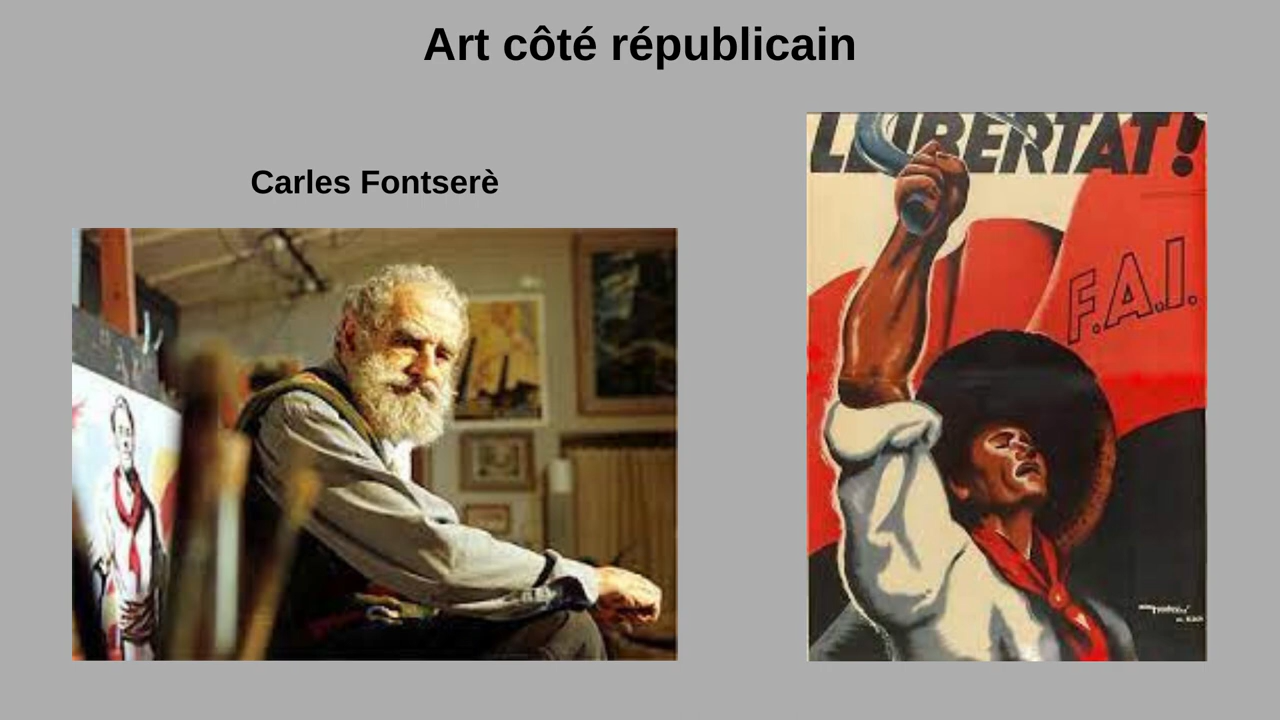 Art côté républicain
Carles Fontserè
LLIBERTAT !
F.A.I.